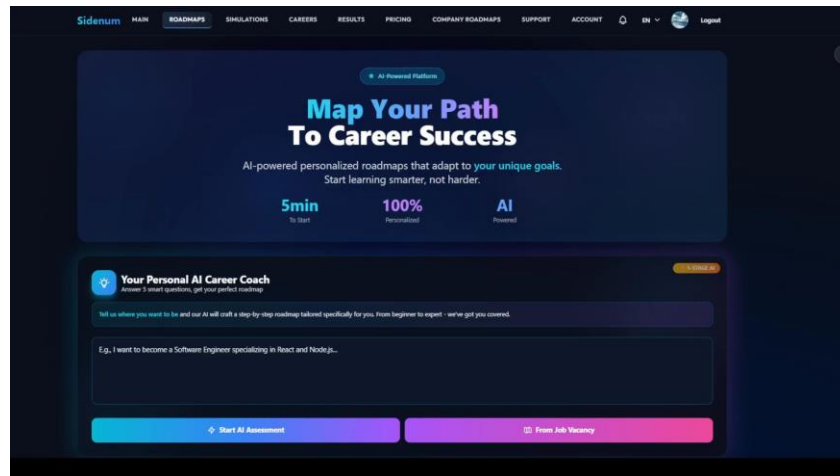 Sidenum
MAIN ROADMAPS SIMULATIONS CAREERS RESULTS PRICING COMPANY ROADMAPS SUPPORT ACCOUNT EN Logout
AI-Powered Platform
Map Your Path
To Career Success
AI-powered personalized roadmaps that adapt to your unique goals.
Start learning smarter, not harder.
5min 100% AI
To Start Personalized Powered
Your Personal AI Career Coach
Answer 5 smart questions, get your perfect roadmap
Tell us where you want to be and our AI will craft a step-by-step roadmap tailored specifically for you. From beginner to expert - we've got you covered.
E.g., I want to become a Software Engineer specializing in React and Node.js...
Start AI Assessment From Job Vacancy